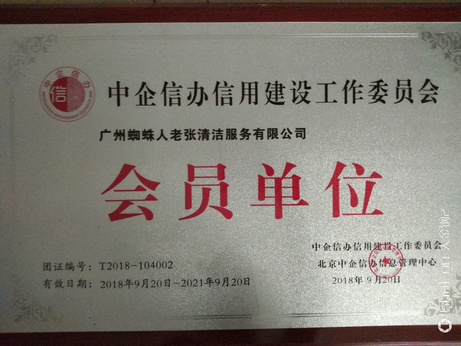 中企信办
信
中企信办信用建设工作委员会
广州蜘蛛人老张清洁服务有限公司
会员单位
中企信办信用建设工作委员会
团证编号：T2018-104002
北京中企信办信息管理中心
有效日期：2018年9月20日-2021年9月20日
2018年9月20日